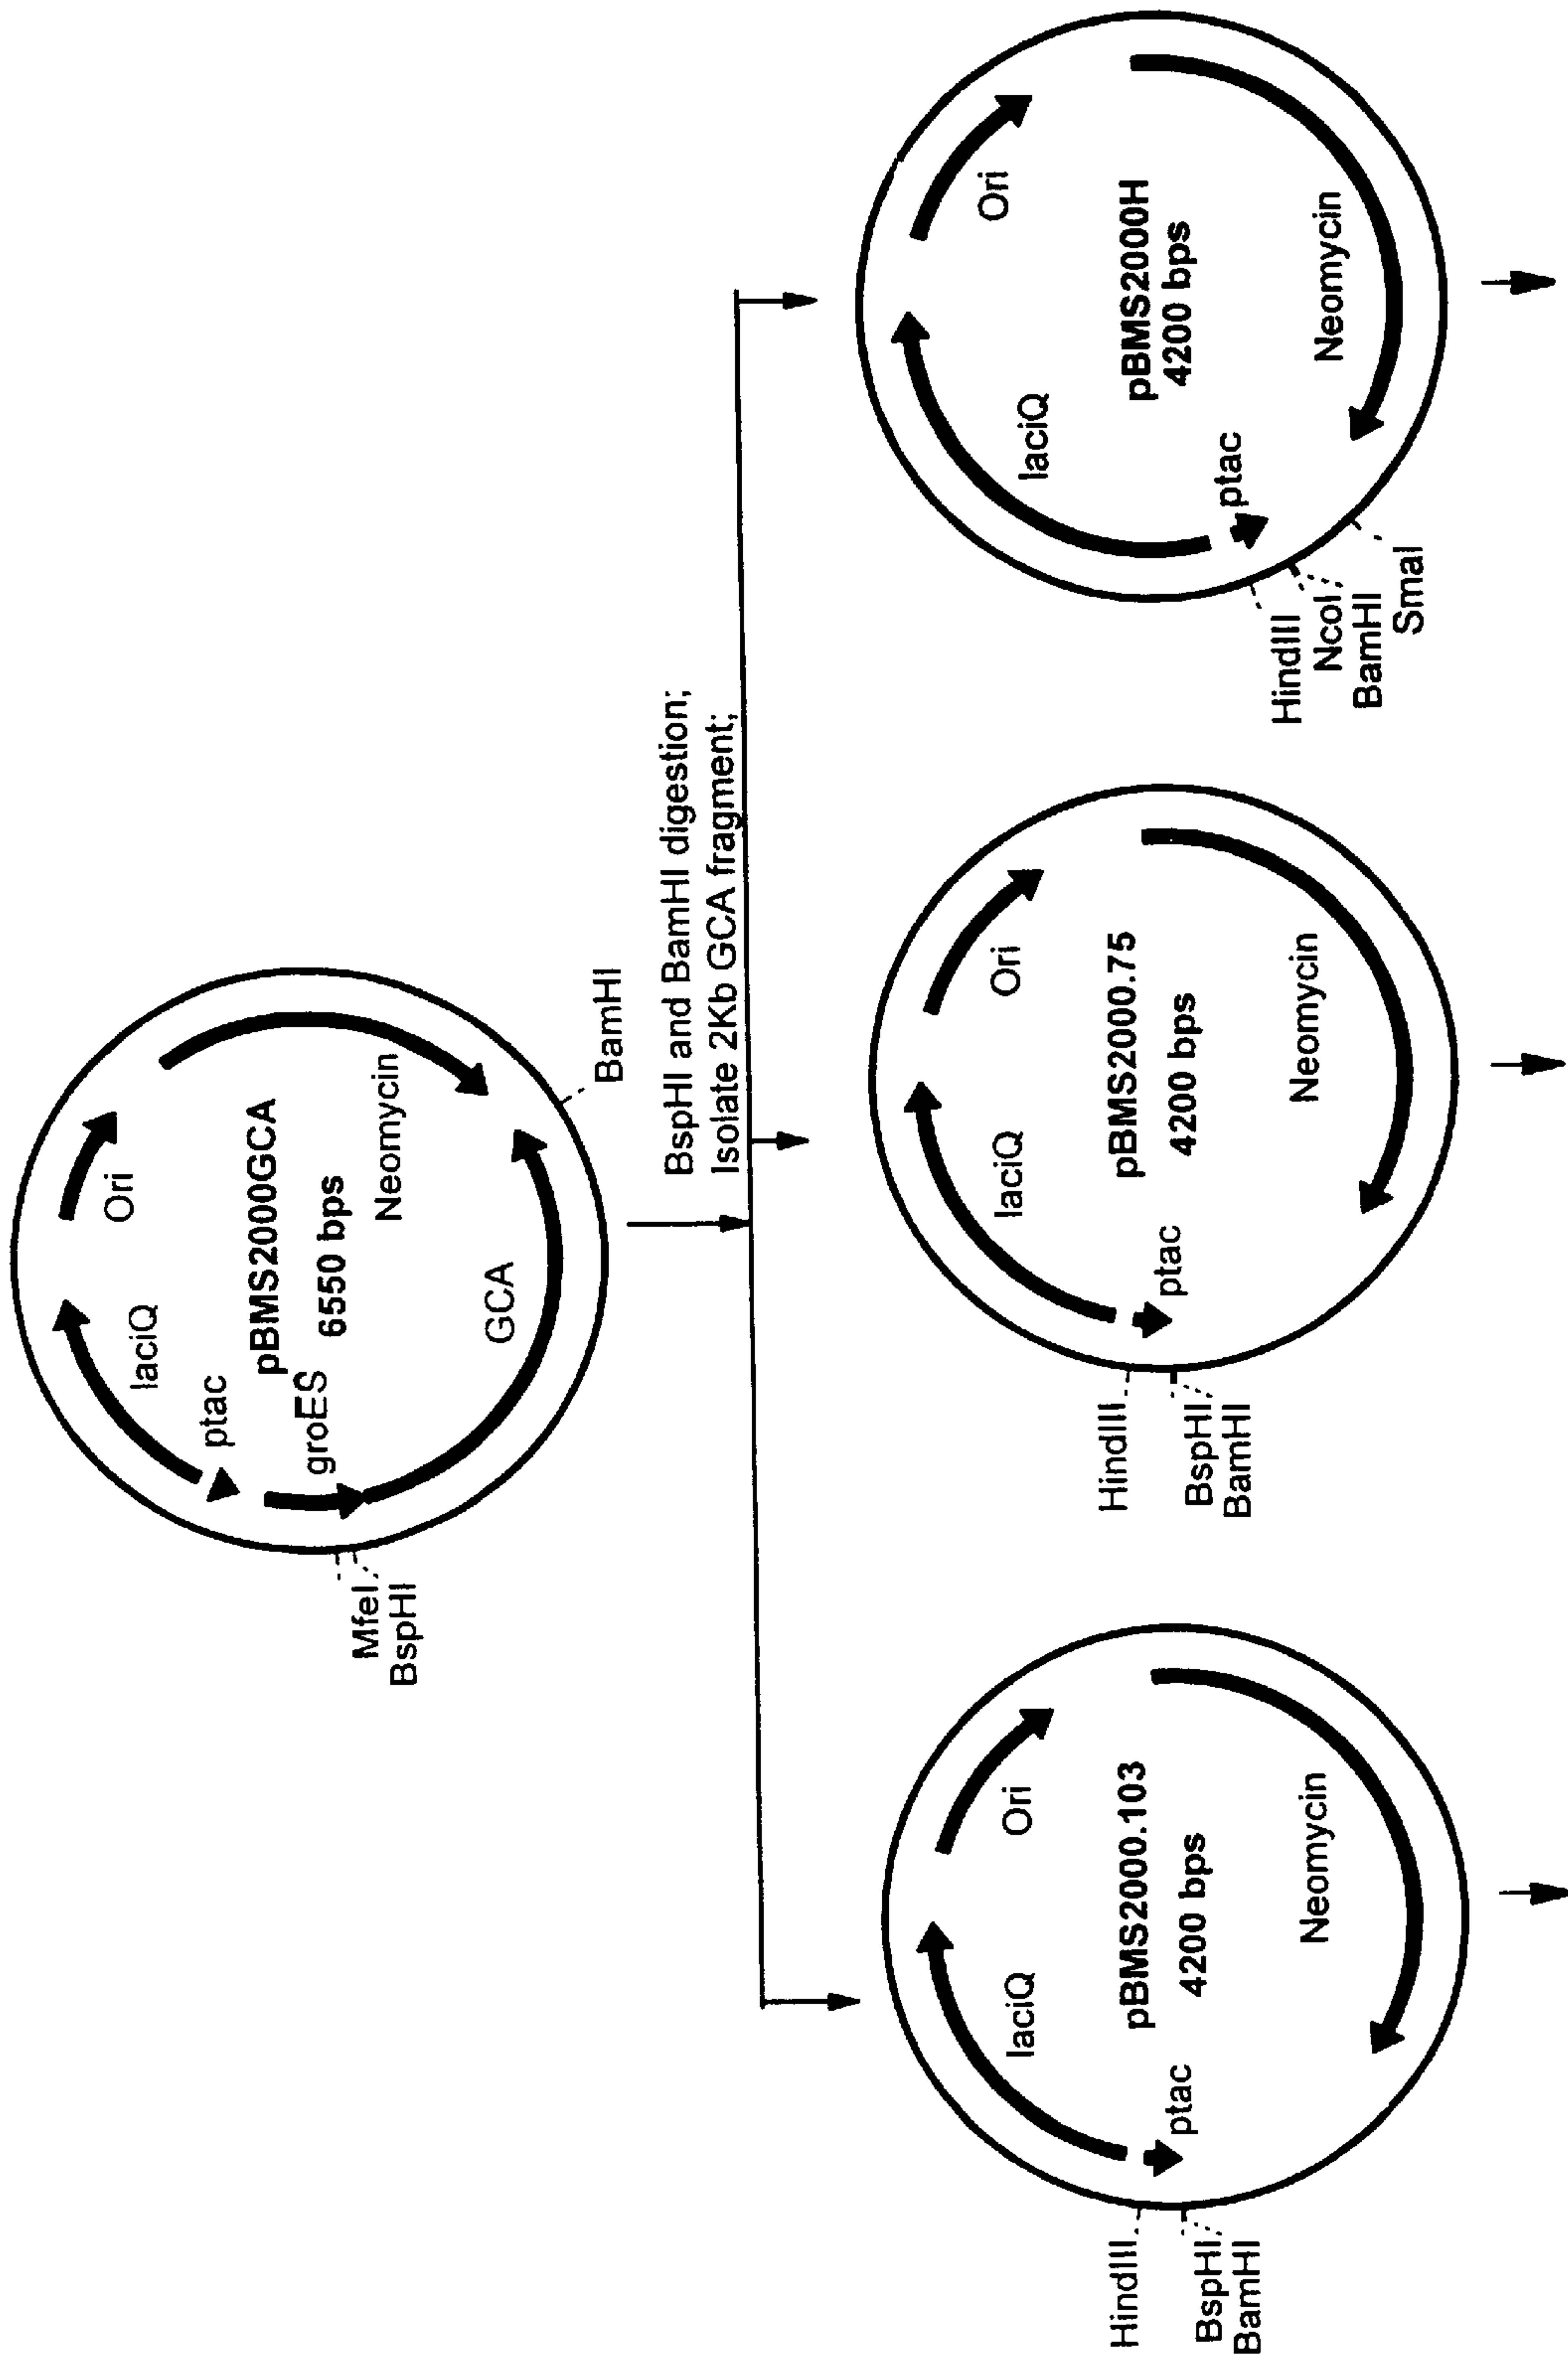 Ori
laciQ
ptac
pBMS2000GCA
6550 bps
groES
Neomycin
GCA
MfeI
BspHI
BamHI
BspHI and BamHI digestion;
Isolate 2Kb GCA fragment;
Ori
laciQ
pBMS2000.103
4200 bps
ptac
Neomycin
HindIII
BspHI
BamHI
Ori
laciQ
pBMS2000.75
4200 bps
ptac
Neomycin
HindIII
BspHI
BamHI
Ori
laciQ
pBMS2000H
4200 bps
ptac
Neomycin
HindIII
NcoI
BamHI
SmaI